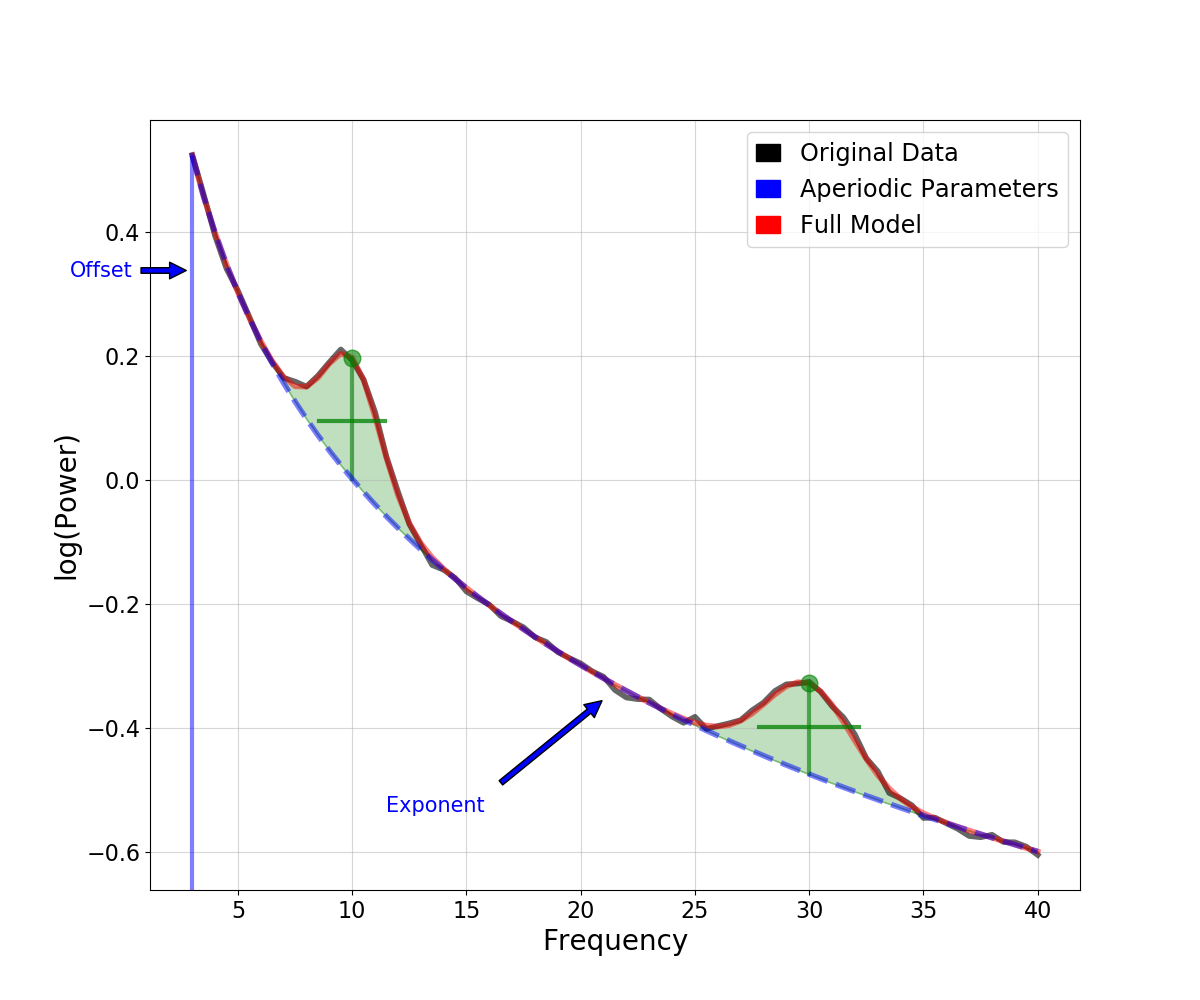 Original Data
Aperiodic Parameters
Full Model
0.4
Offset
0.2
0.0
log(Power)
−0.2
−0.4
Exponent
−0.6
5 10 15 20 25 30 35 40
Frequency